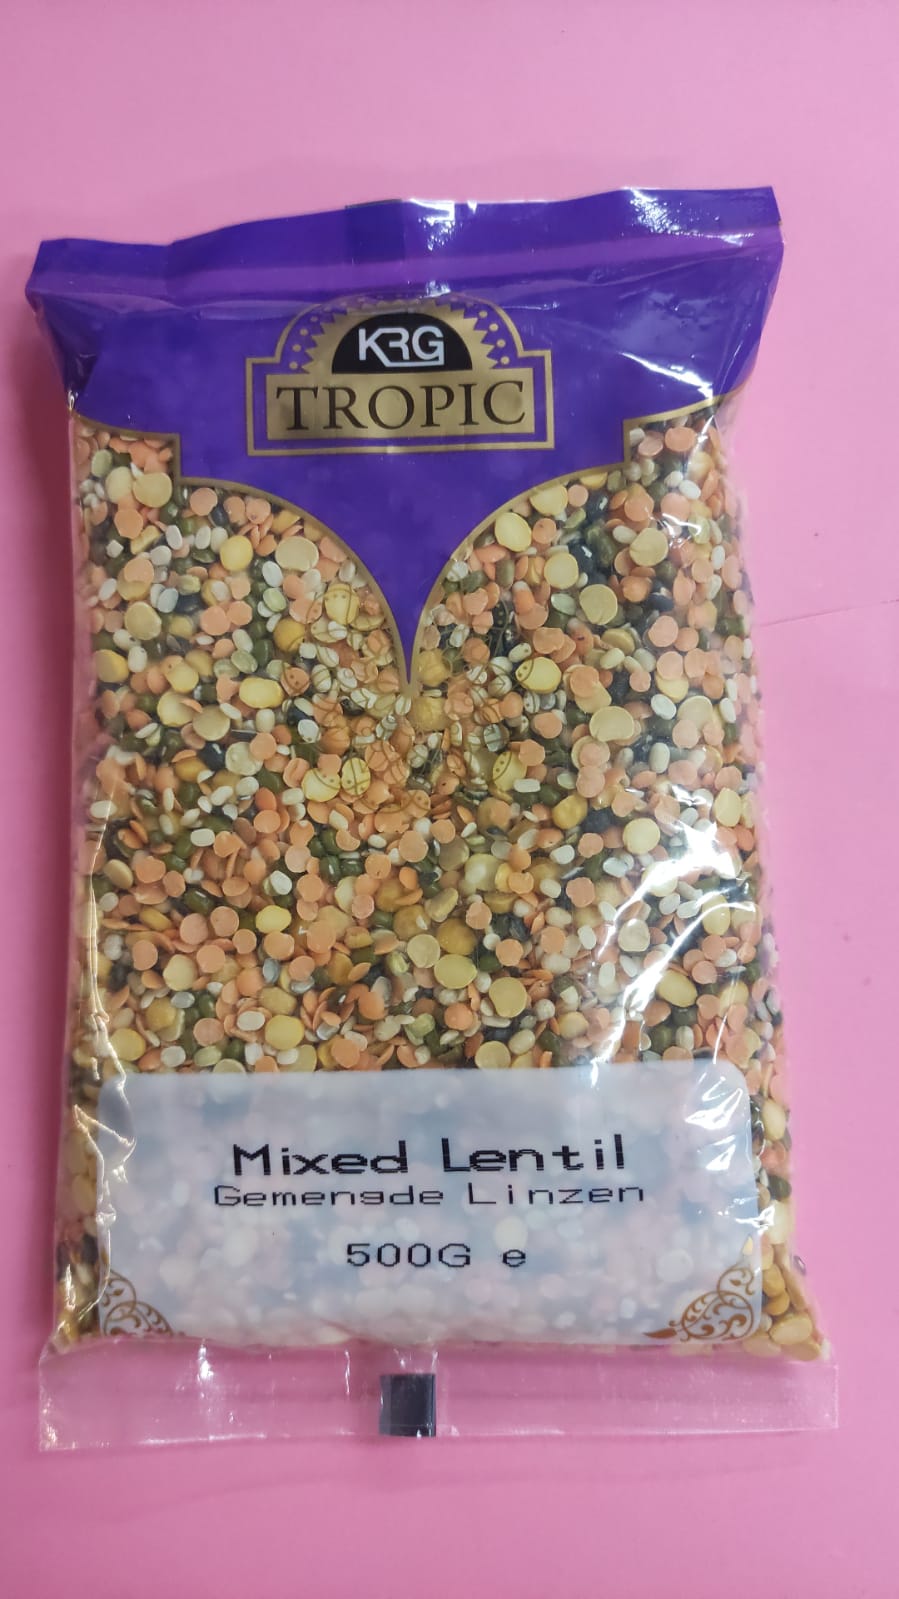 KRG
TROPIC
Mixed Lentil
Gemengde Linzen
500G e